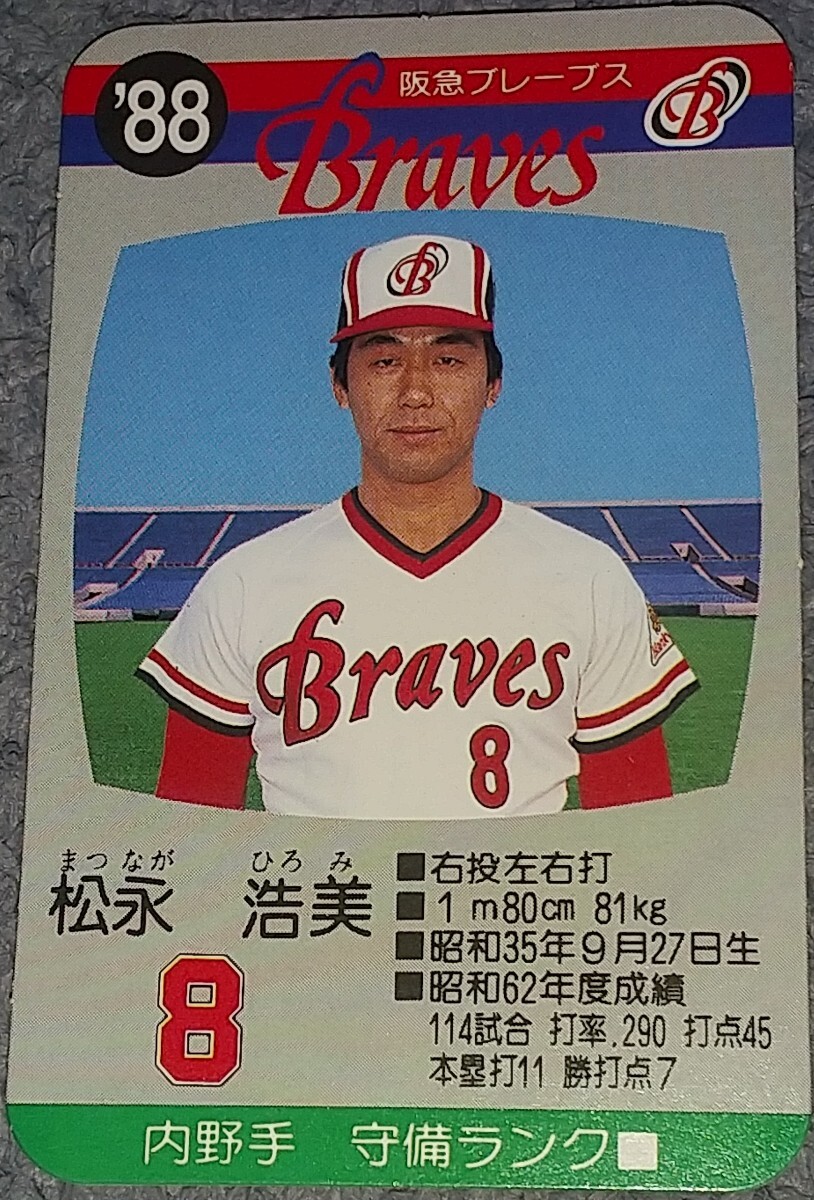 '88
阪急ブレーブス
B
Braves
B
Braves
8
まつなが ひろみ
松永 浩美
8
■右投左右打
■1m80cm 81kg
■昭和35年9月27日生
■昭和62年度成績
114試合 打率.290 打点45
本塁打11 勝打点7
内野手 守備ランク■